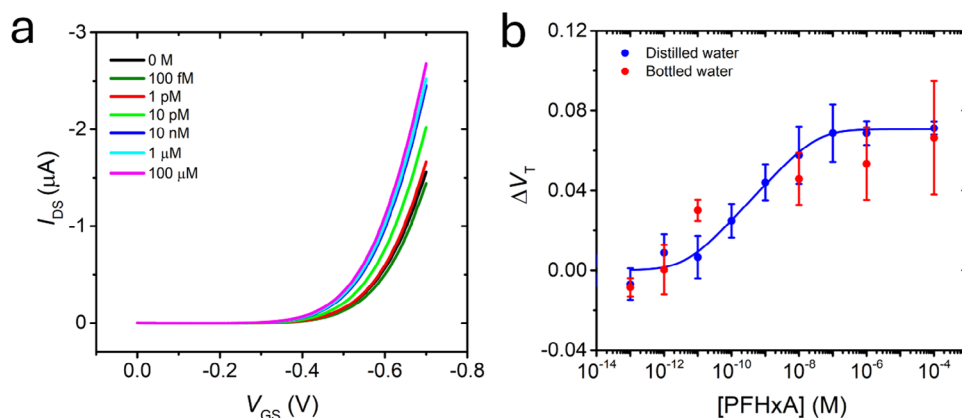 a
-3
-2
-1
0
0.0
-0.2
-0.4
-0.6
-0.8
I_DS (μA)
V_GS (V)
0 M
100 fM
1 pM
10 pM
10 nM
1 μM
100 μM
b
0.12
0.08
0.04
0.00
-0.04
10^-14
10^-12
10^-10
10^-8
10^-6
10^-4
ΔV_T
[PFHxA] (M)
Distilled water
Bottled water